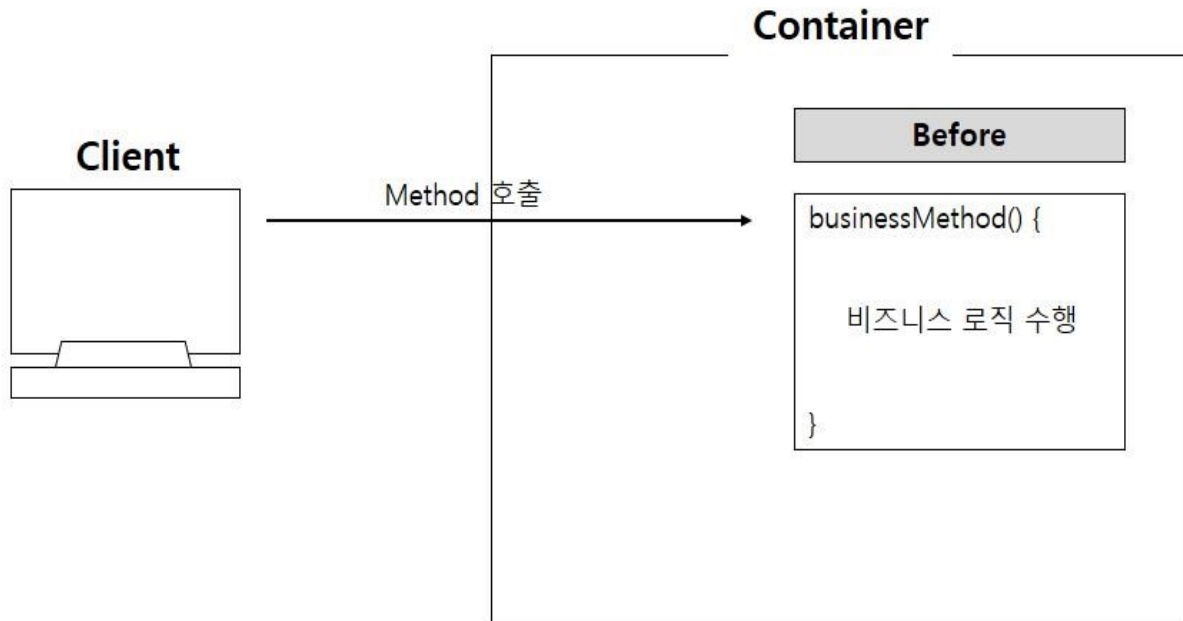 Container
Before
Client
Method 호출
businessMethod() {
비즈니스 로직 수행
}